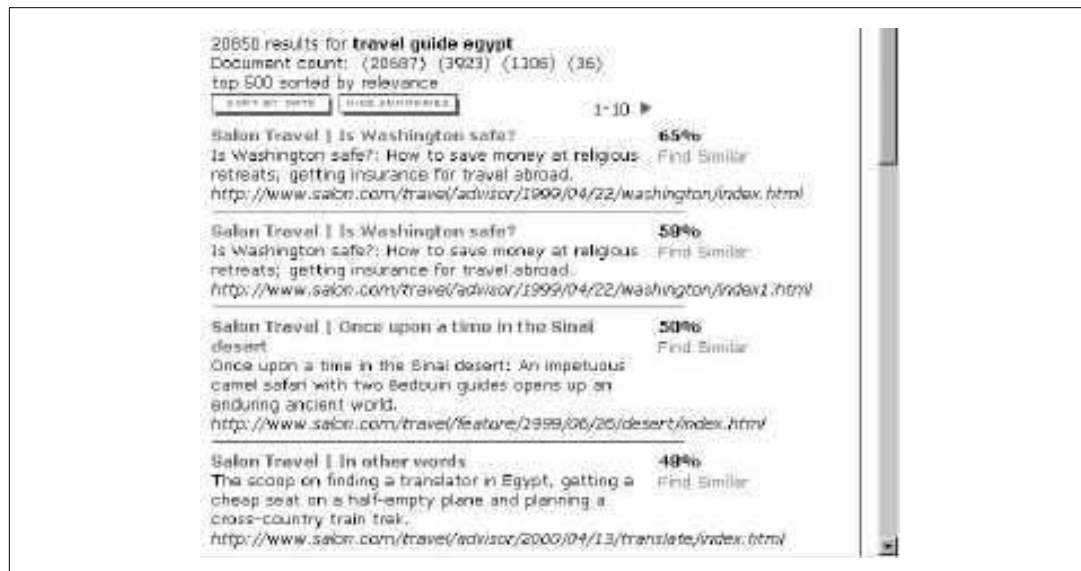 20850 results for travel guide egypt
Document count: (20687) (3923) (1106) (36)
top 500 sorted by relevance
SORT BY DATE HIDE SUMMARIES 1-10
Salon Travel | Is Washington safe? 65%
Is Washington safe?: How to save money at religious Find Similar
retreats; getting insurance for travel abroad.
http://www.salon.com/travel/advisor/1999/04/22/washington/index.html
Salon Travel | Is Washington safe? 59%
Is Washington safe?: How to save money at religious Find Similar
retreats; getting insurance for travel abroad.
http://www.salon.com/travel/advisor/1999/04/22/washington/index1.html
Salon Travel | Once upon a time in the Sinai 50%
desert Find Similar
Once upon a time in the Sinai desert: An impetuous
camel safari with two Bedouin guides opens up an
enduring ancient world.
http://www.salon.com/travel/feature/1999/06/26/desert/index.html
Salon Travel | In other words 49%
The scoop on finding a translator in Egypt, getting a Find Similar
cheap seat on a half-empty plane and planning a
cross-country train trek.
http://www.salon.com/travel/advisor/2000/04/13/translate/index.html